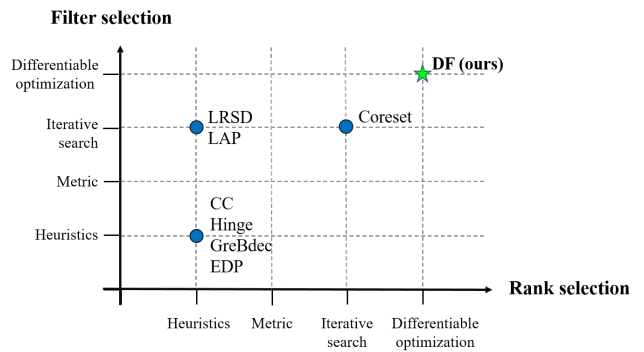 Filter selection
Differentiable
optimization
DF (ours)
Iterative
search
LRSD
LAP
Coreset
Metric
CC
Hinge
GreBdec
EDP
Heuristics
Rank selection
Heuristics
Metric
Iterative
search
Differentiable
optimization